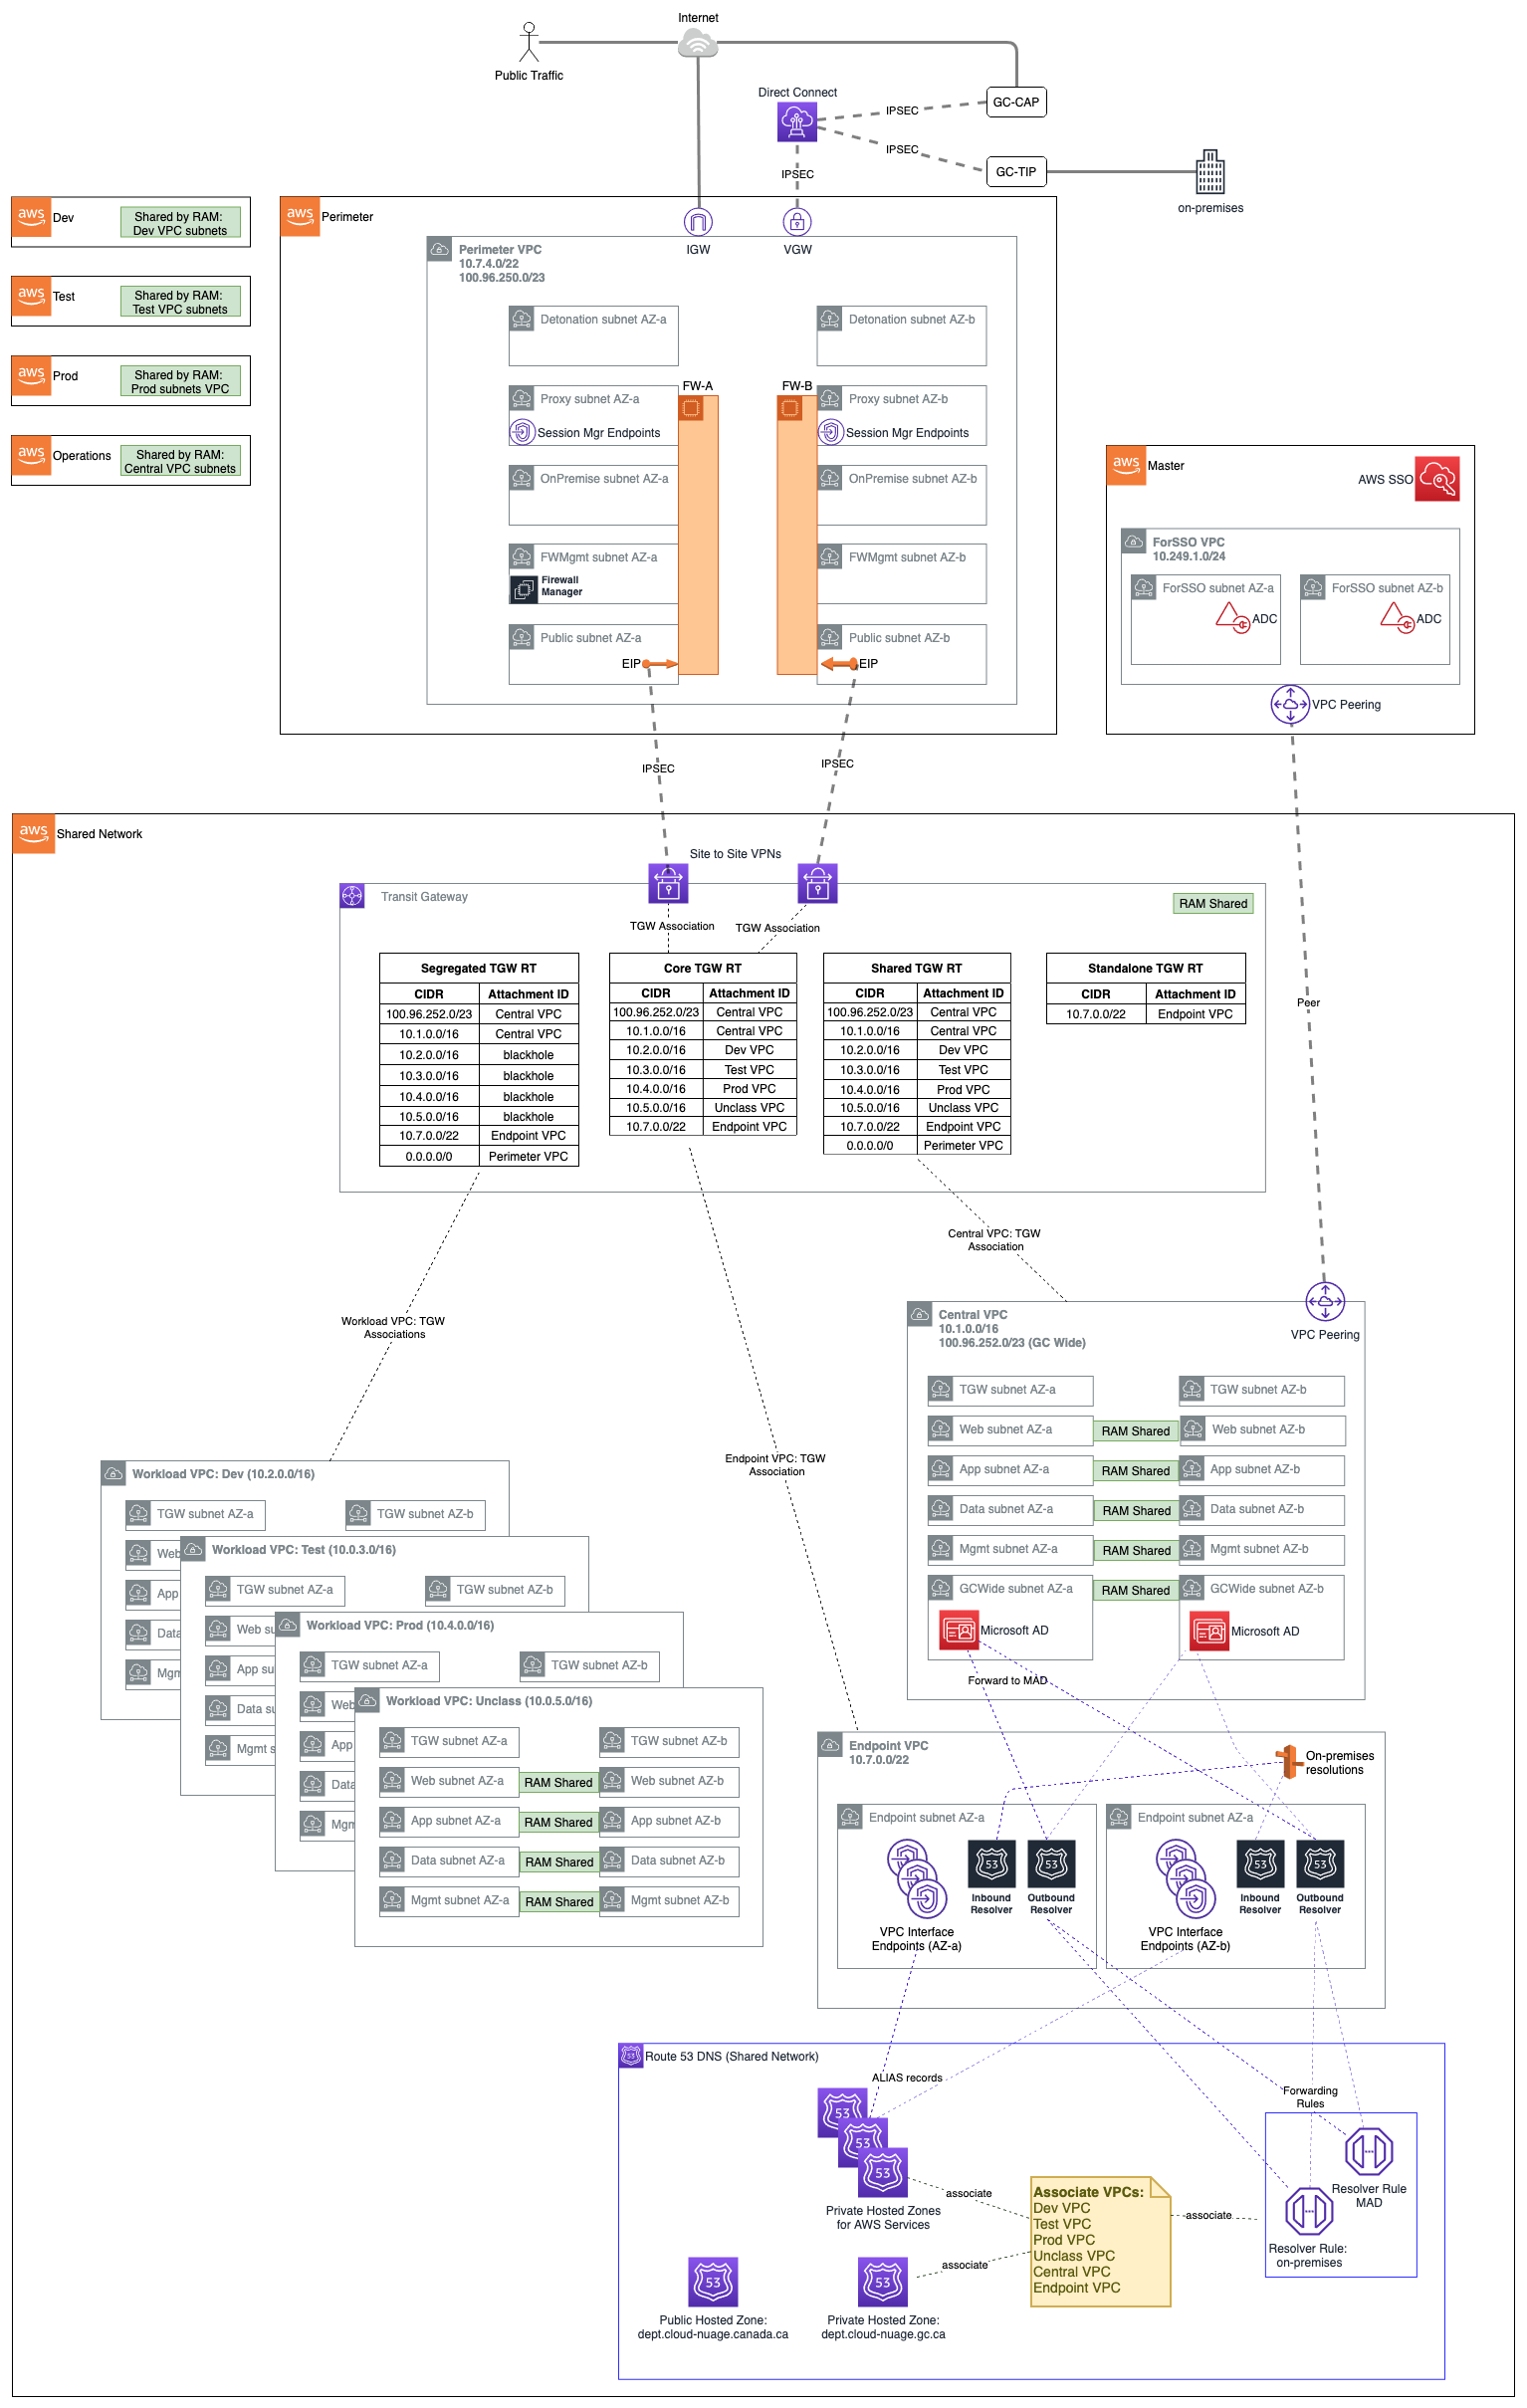 Internet
Public Traffic
Direct Connect
IPSEC
GC-CAP
IPSEC
IPSEC
GC-TIP
on-premises
aws
Dev
Shared by RAM:
Dev VPC subnets
aws
Test
Shared by RAM:
Test VPC subnets
aws
Prod
Shared by RAM:
Prod subnets VPC
aws
Operations
Shared by RAM:
Central VPC subnets
aws
Perimeter
IGW
VGW
Perimeter VPC
10.7.4.0/22
100.96.250.0/23
Detonation subnet AZ-a
Detonation subnet AZ-b
FW-A
FW-B
Proxy subnet AZ-a
Proxy subnet AZ-b
Session Mgr Endpoints
Session Mgr Endpoints
OnPremise subnet AZ-a
OnPremise subnet AZ-b
FWMgmt subnet AZ-a
FWMgmt subnet AZ-b
Firewall
Manager
Public subnet AZ-a
Public subnet AZ-b
EIP
EIP
IPSEC
IPSEC
aws
Master
AWS SSO
ForSSO VPC
10.249.1.0/24
ForSSO subnet AZ-a
ForSSO subnet AZ-b
ADC
ADC
VPC Peering
Peer
aws
Shared Network
Site to Site VPNs
Transit Gateway
RAM Shared
TGW Association
TGW Association
Segregated TGW RT
CIDR Attachment ID
100.96.252.0/23 Central VPC
10.1.0.0/16 Central VPC
10.2.0.0/16 blackhole
10.3.0.0/16 blackhole
10.4.0.0/16 blackhole
10.5.0.0/16 blackhole
10.7.0.0/22 Endpoint VPC
0.0.0.0/0 Perimeter VPC
Core TGW RT
CIDR Attachment ID
100.96.252.0/23 Central VPC
10.1.0.0/16 Central VPC
10.2.0.0/16 Dev VPC
10.3.0.0/16 Test VPC
10.4.0.0/16 Prod VPC
10.5.0.0/16 Unclass VPC
10.7.0.0/22 Endpoint VPC
Shared TGW RT
CIDR Attachment ID
100.96.252.0/23 Central VPC
10.1.0.0/16 Central VPC
10.2.0.0/16 Dev VPC
10.3.0.0/16 Test VPC
10.4.0.0/16 Prod VPC
10.5.0.0/16 Unclass VPC
10.7.0.0/22 Endpoint VPC
0.0.0.0/0 Perimeter VPC
Standalone TGW RT
CIDR Attachment ID
10.7.0.0/22 Endpoint VPC
Central VPC: TGW
Association
Workload VPC: TGW
Associations
Endpoint VPC: TGW
Association
VPC Peering
Central VPC
10.1.0.0/16
100.96.252.0/23 (GC Wide)
TGW subnet AZ-a
TGW subnet AZ-b
Web subnet AZ-a
RAM Shared
Web subnet AZ-b
App subnet AZ-a
RAM Shared
App subnet AZ-b
Data subnet AZ-a
RAM Shared
Data subnet AZ-b
Mgmt subnet AZ-a
RAM Shared
Mgmt subnet AZ-b
GCWide subnet AZ-a
RAM Shared
GCWide subnet AZ-b
Microsoft AD
Microsoft AD
Forward to MAD
Workload VPC: Dev (10.2.0.0/16)
TGW subnet AZ-a
TGW subnet AZ-b
Web
App
Data
Mgm
Workload VPC: Test (10.0.3.0/16)
TGW subnet AZ-a
TGW subnet AZ-b
Web su
App su
Data su
Mgmt s
Workload VPC: Prod (10.4.0.0/16)
TGW subnet AZ-a
TGW subnet AZ-b
Web
App
Data
Mgm
Workload VPC: Unclass (10.0.5.0/16)
TGW subnet AZ-a
TGW subnet AZ-b
Web subnet AZ-a
RAM Shared
Web subnet AZ-b
App subnet AZ-a
RAM Shared
App subnet AZ-b
Data subnet AZ-a
RAM Shared
Data subnet AZ-b
Mgmt subnet AZ-a
RAM Shared
Mgmt subnet AZ-b
Endpoint VPC
10.7.0.0/22
On-premises
resolutions
Endpoint subnet AZ-a
53
53
Inbound
Resolver
Outbound
Resolver
VPC Interface
Endpoints (AZ-a)
Endpoint subnet AZ-a
53
53
Inbound
Resolver
Outbound
Resolver
VPC Interface
Endpoints (AZ-b)
53
Route 53 DNS (Shared Network)
ALIAS records
53
53
53
Private Hosted Zones
for AWS Services
associate
associate
Associate VPCs:
Dev VPC
Test VPC
Prod VPC
Unclass VPC
Central VPC
Endpoint VPC
associate
Forwarding
Rules
Resolver Rule
MAD
Resolver Rule:
on-premises
53
Public Hosted Zone:
dept.cloud-nuage.canada.ca
53
Private Hosted Zone:
dept.cloud-nuage.gc.ca